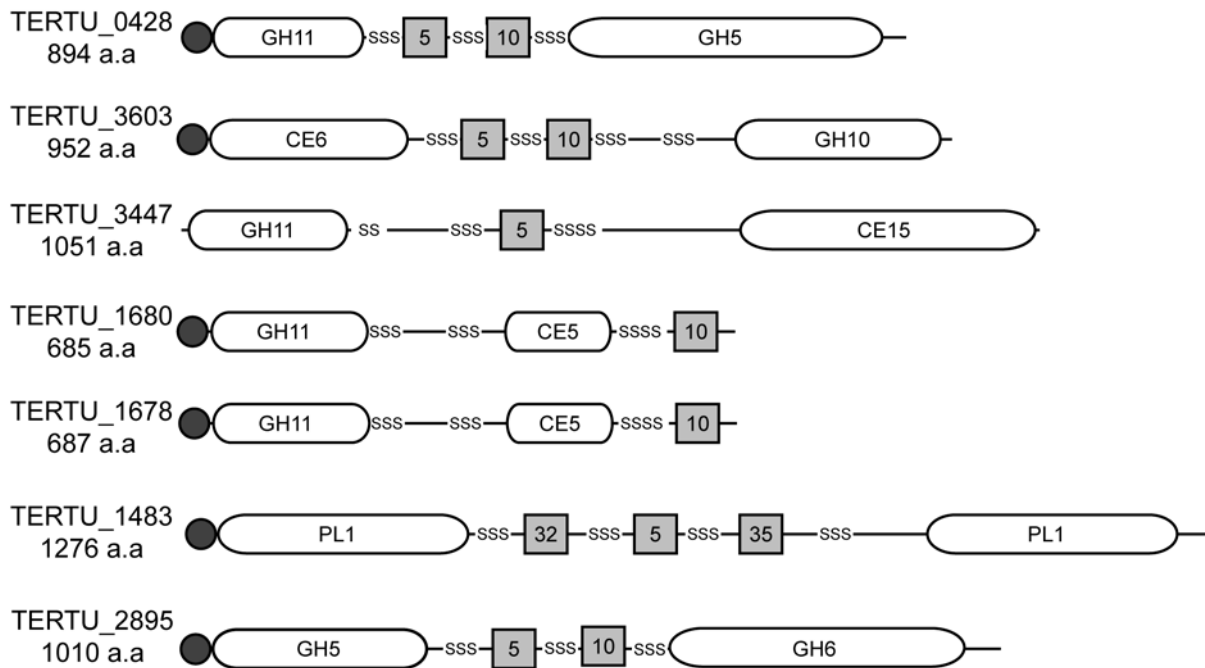 TERTU_0428
894 a.a
GH11 sss 5 sss 10 sss GH5
TERTU_3603
952 a.a
CE6 sss 5 sss 10 sss sss GH10
TERTU_3447
1051 a.a
GH11 ss sss 5 ssss CE15
TERTU_1680
685 a.a
GH11 sss sss CE5 ssss 10
TERTU_1678
687 a.a
GH11 sss sss CE5 ssss 10
TERTU_1483
1276 a.a
PL1 sss 32 sss 5 sss 35 sss PL1
TERTU_2895
1010 a.a
GH5 sss 5 sss 10 sss GH6